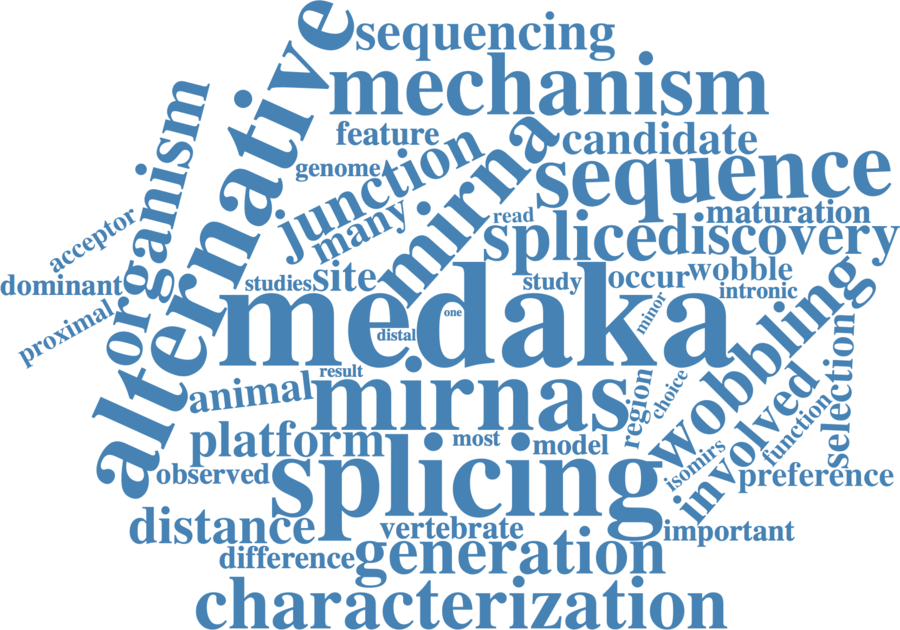 sequencing
mechanism
alternative
feature
candidate
genome
junction
mirna
sequence
organism
many
read
maturation
acceptor
splice
discovery
studies
site
study
occur
wobble
dominant
intronic
medaka
minor
one
distal
proximal
wobbling
result
animal
mirnas
region
choice
involved
function
selection
platform
most
model
observed
splicing
isomirs
preference
distance
vertebrate
important
difference
generation
characterization